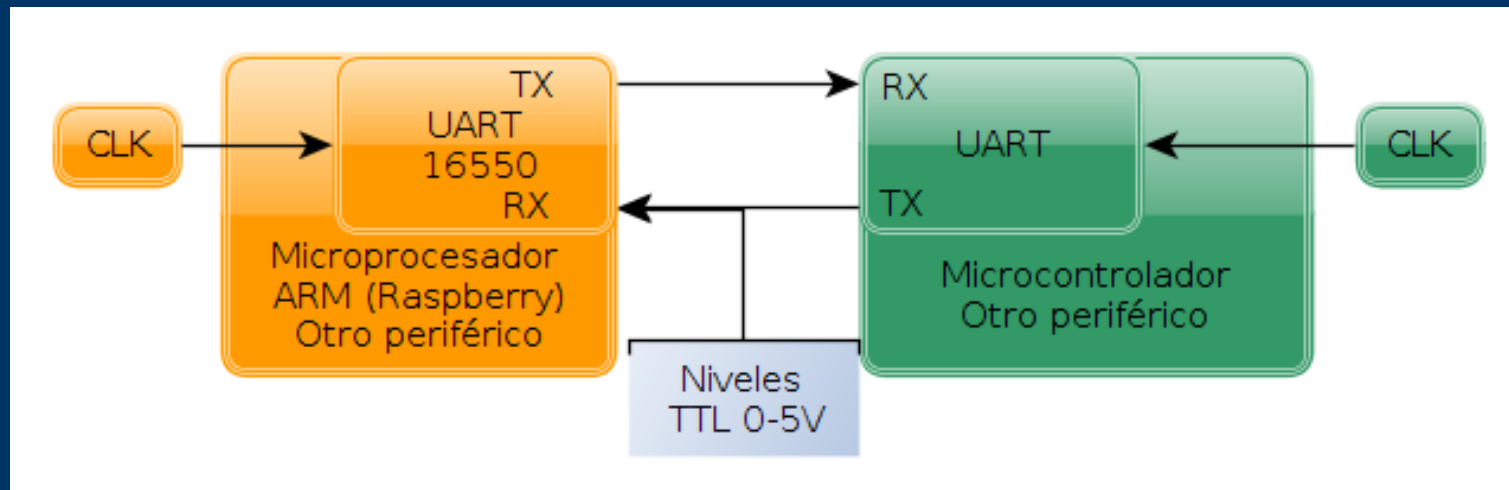 CLK
TX
UART
16550
RX
Microprocesador
ARM (Raspberry)
Otro periférico
Niveles
TTL 0-5V
RX
UART
TX
Microcontrolador
Otro periférico
CLK